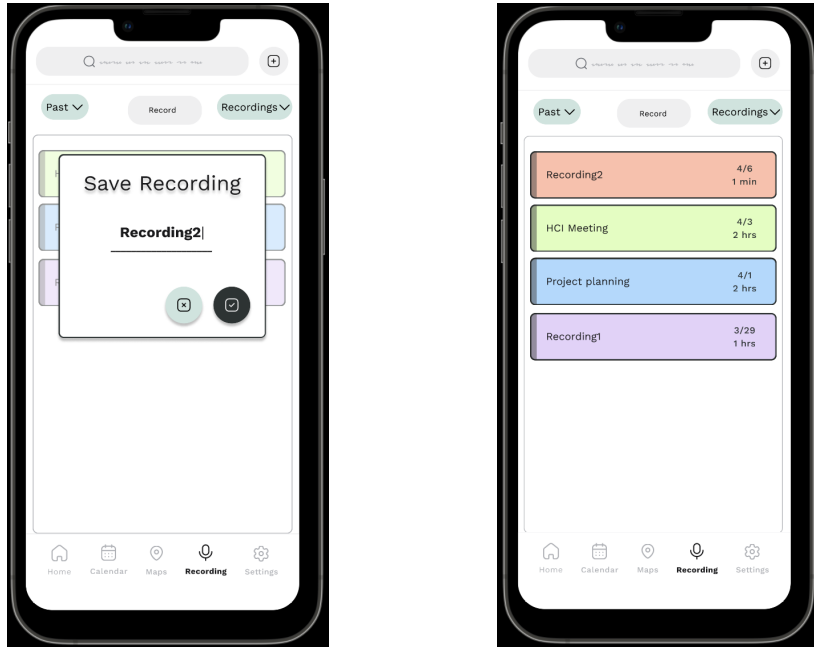 Past
Record
Recordings
Save Recording
Recording2
Home
Calendar
Maps
Recording
Settings
Past
Record
Recordings
Recording2
4/6
1 min
HCI Meeting
4/3
2 hrs
Project planning
4/1
2 hrs
Recording1
3/29
1 hrs
Home
Calendar
Maps
Recording
Settings